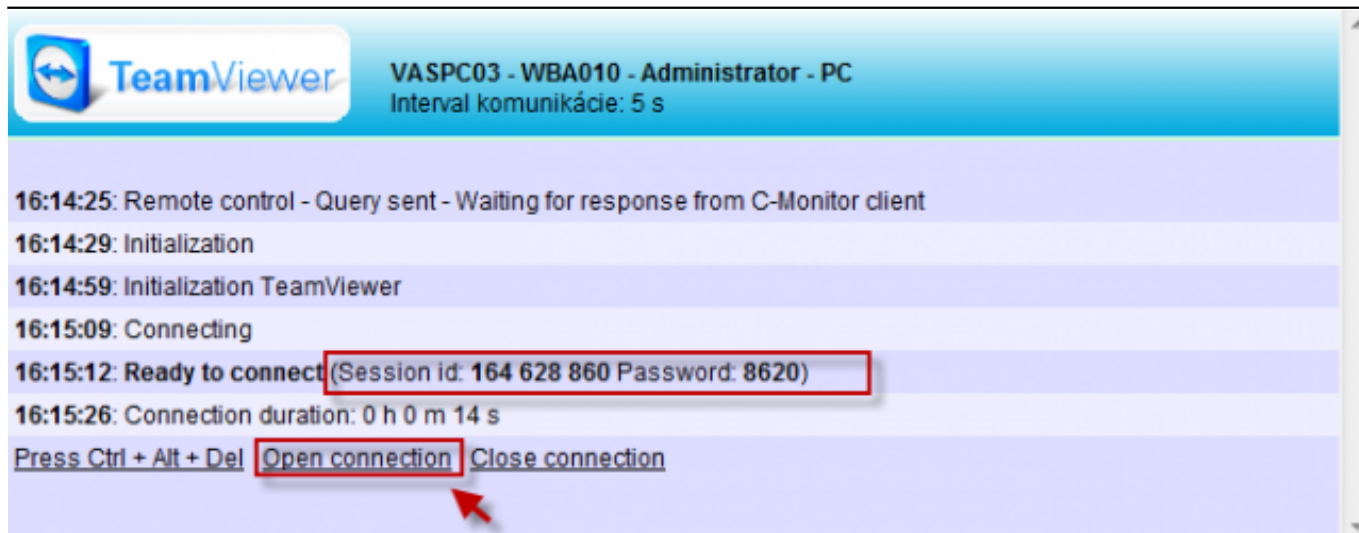 TeamViewer
VASPC03 - WBA010 - Administrator - PC
Interval komunikácie: 5 s
16:14:25: Remote control - Query sent - Waiting for response from C-Monitor client
16:14:29: Initialization
16:14:59: Initialization TeamViewer
16:15:09: Connecting
16:15:12: Ready to connect (Session id: 164 628 860 Password: 8620)
16:15:26: Connection duration: 0 h 0 m 14 s
Press Ctrl + Alt + Del Open connection Close connection